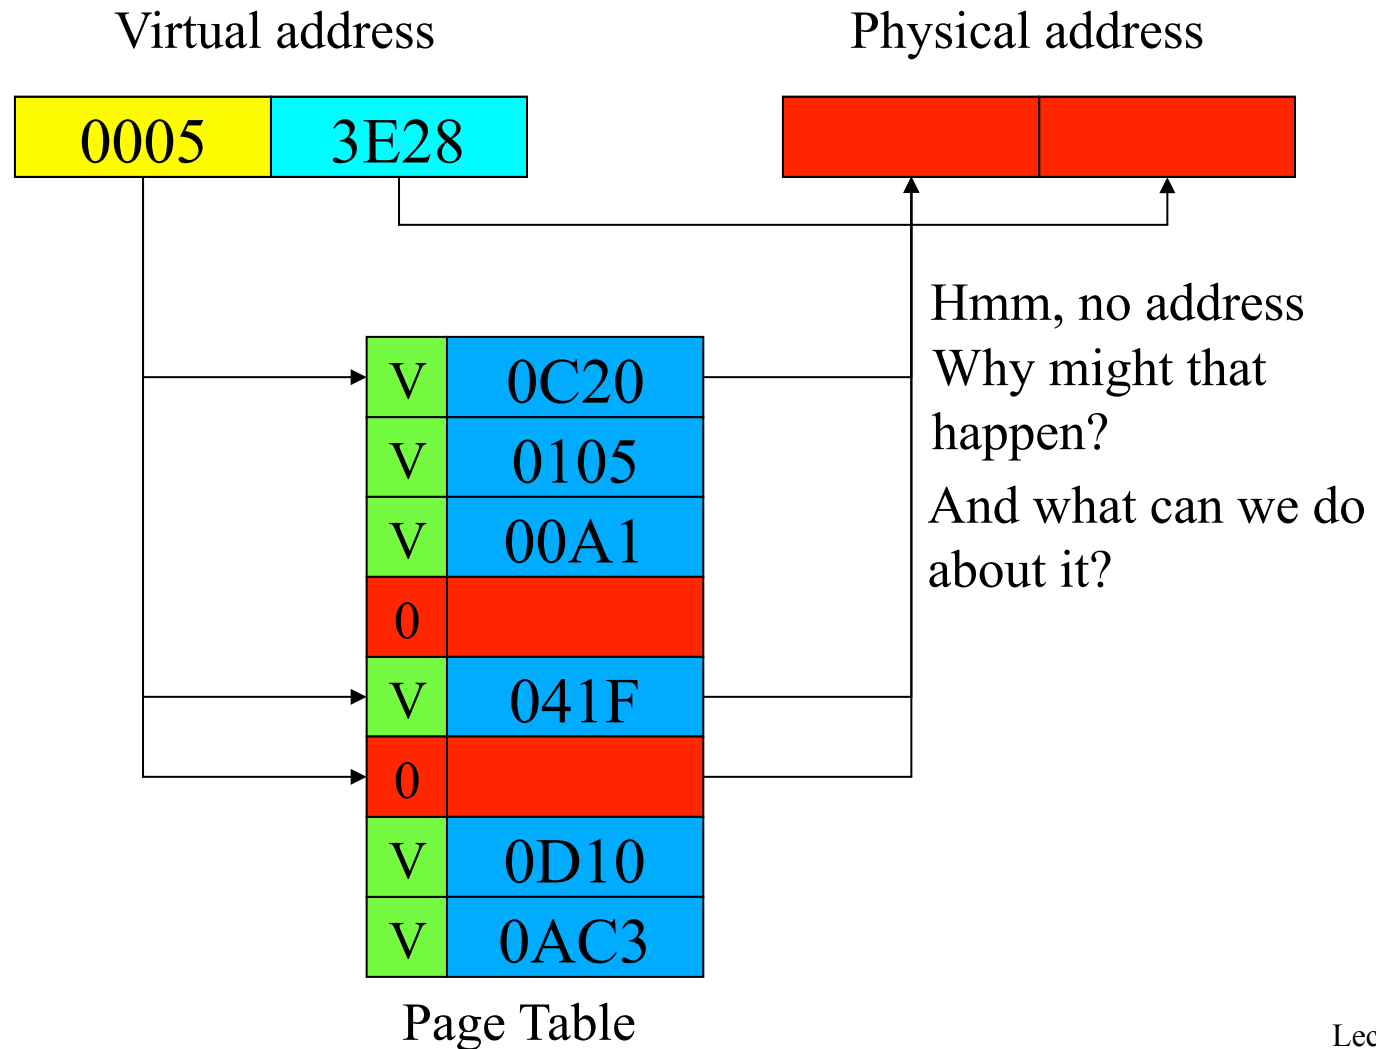 Virtual address
Physical address
0005 3E28
Hmm, no address
Why might that
happen?
And what can we do
about it?
V 0C20
V 0105
V 00A1
0
V 041F
0
V 0D10
V 0AC3
Page Table
Lec